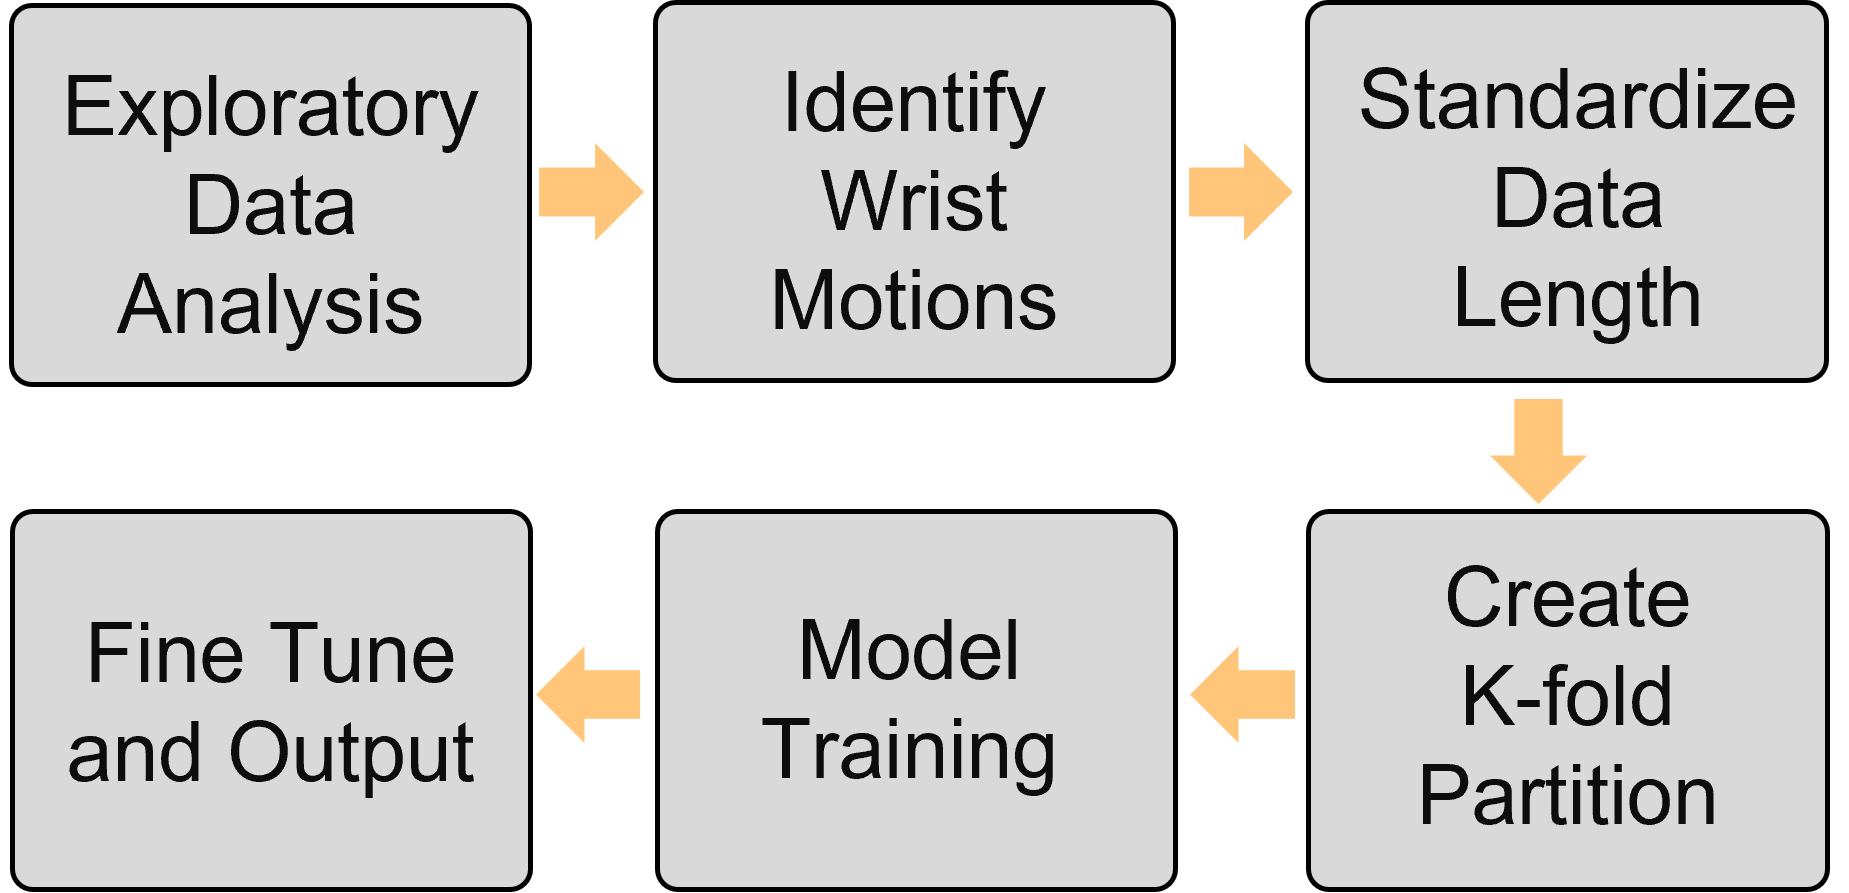 Exploratory
Data
Analysis
Identify
Wrist
Motions
Standardize
Data
Length
Create
K-fold
Partition
Model
Training
Fine Tune
and Output